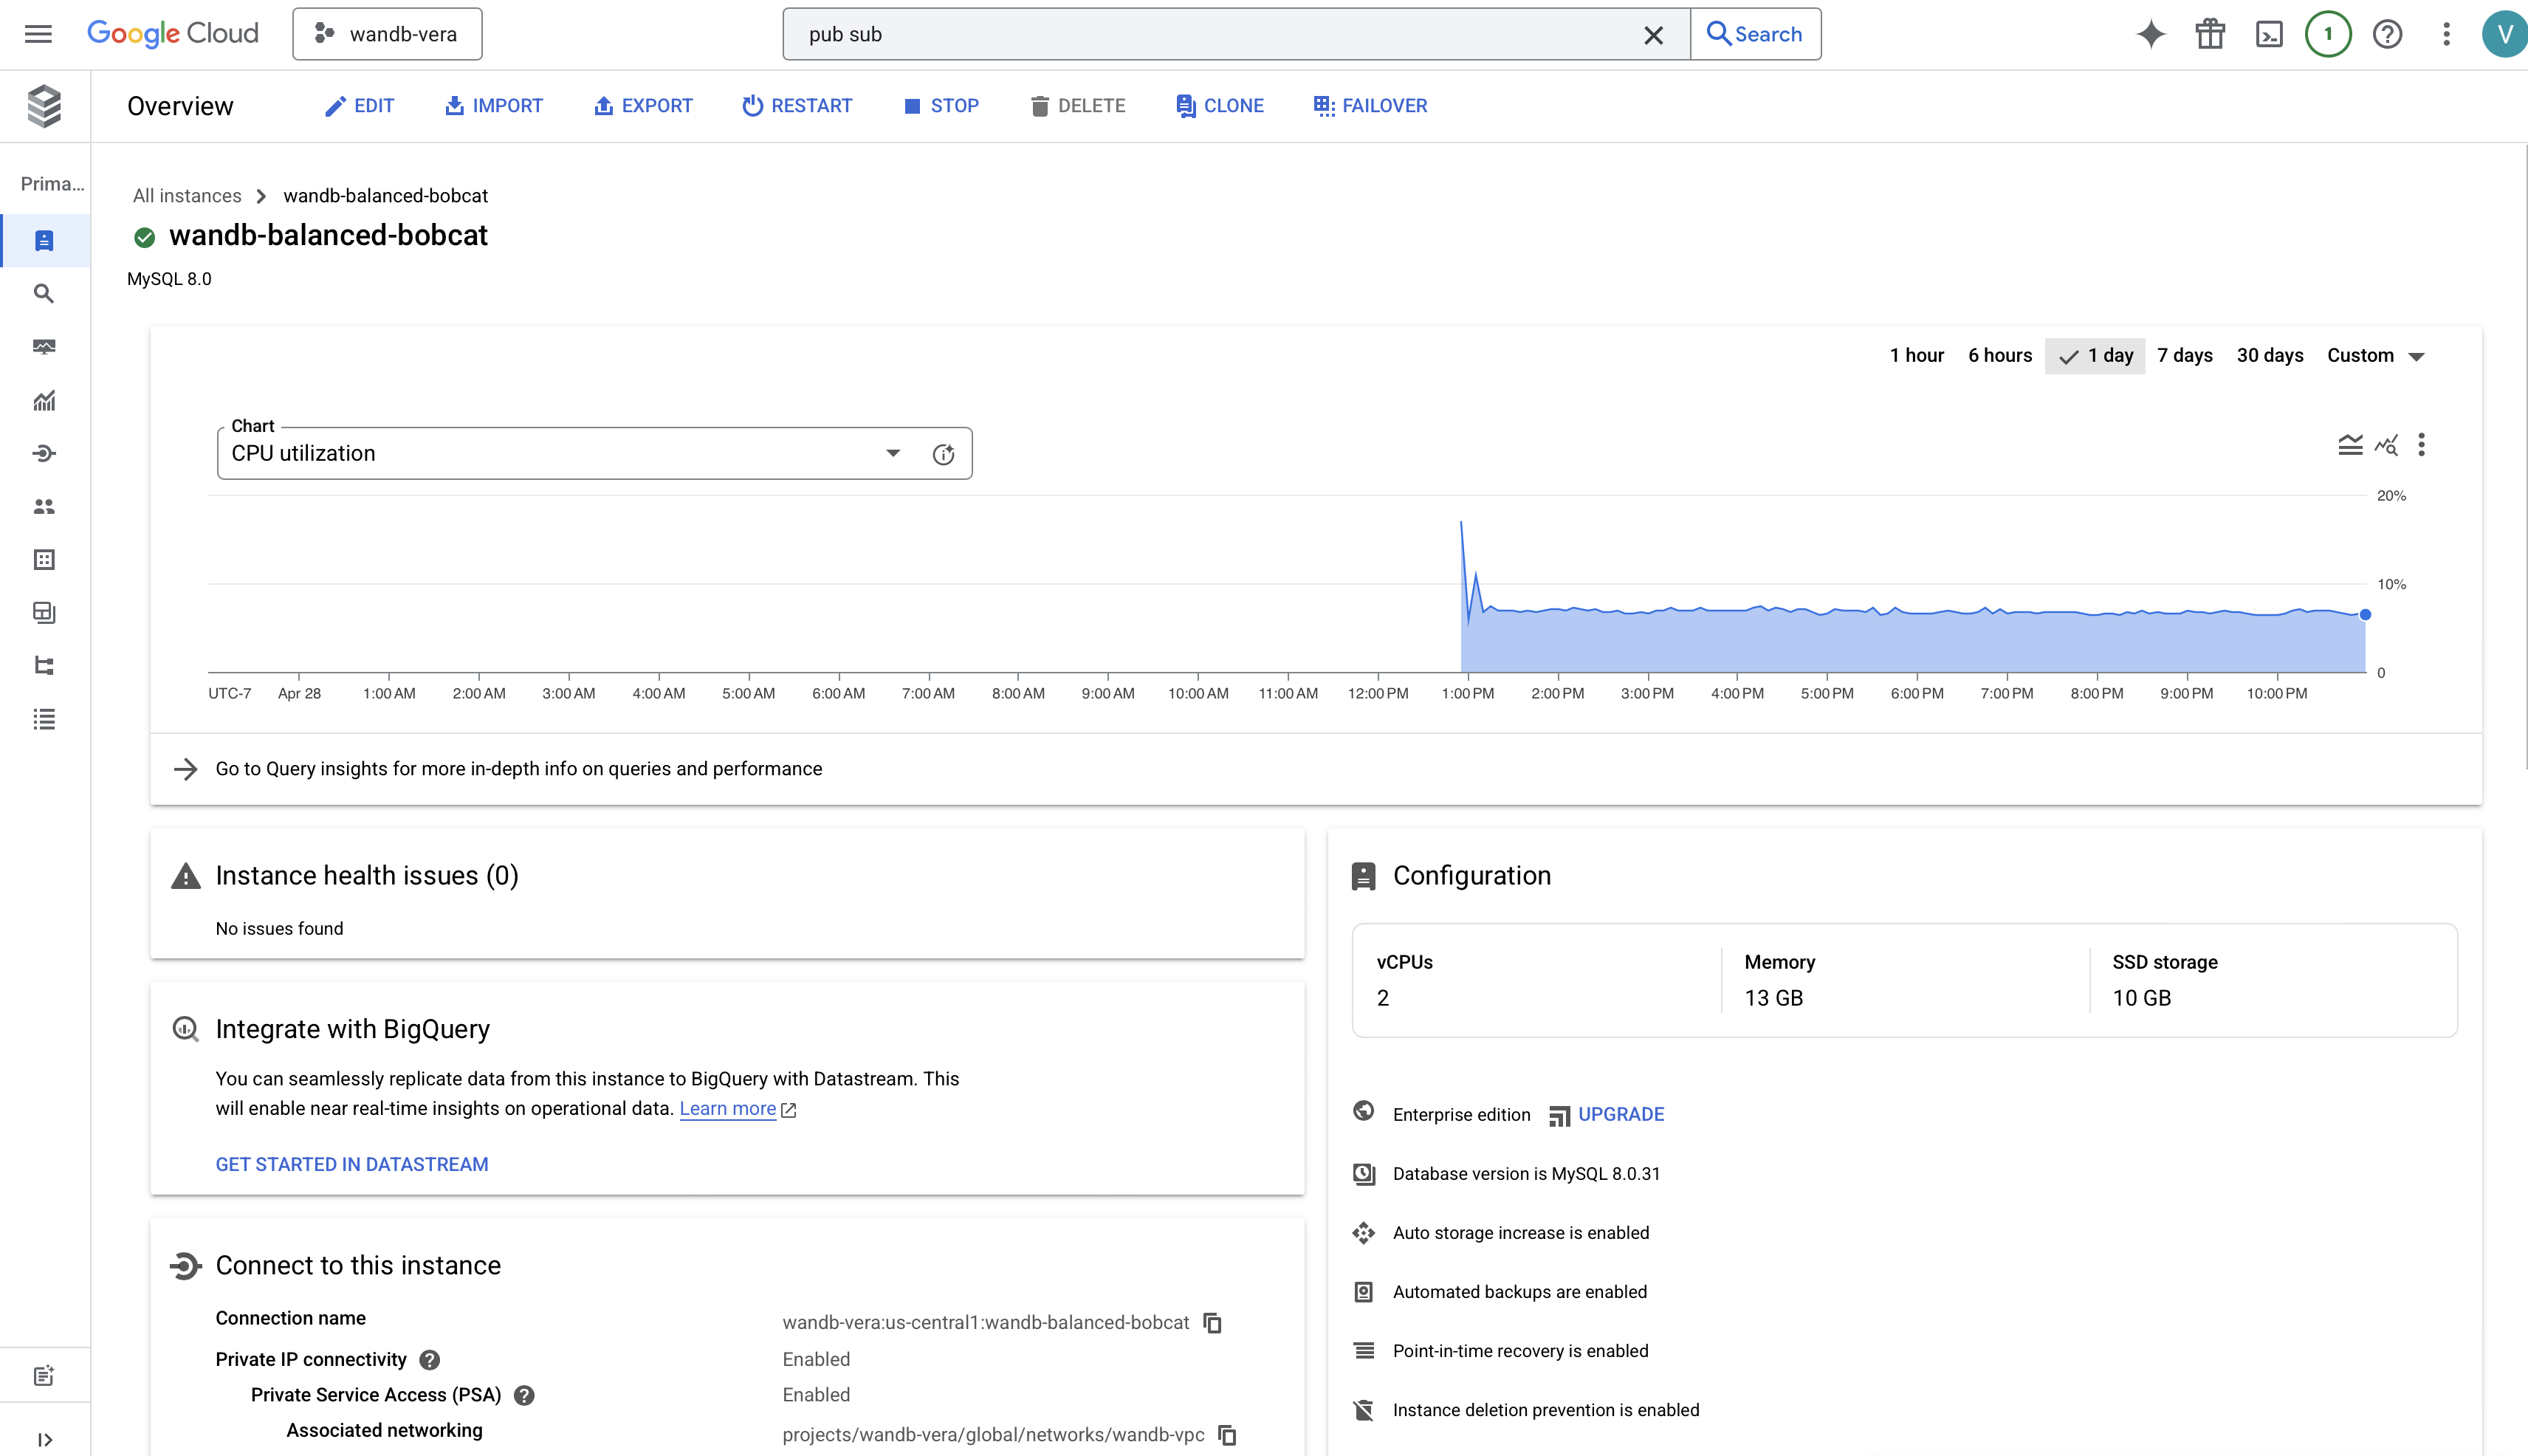 Google Cloud
wandb-vera
pub sub
Search
1
V
Overview
EDIT
IMPORT
EXPORT
RESTART
STOP
DELETE
CLONE
FAILOVER
Prima...
All instances
wandb-balanced-bobcat
wandb-balanced-bobcat
MySQL 8.0
1 hour
6 hours
1 day
7 days
30 days
Custom
Chart
CPU utilization
20%
10%
0
UTC-7
Apr 28
1:00 AM
2:00 AM
3:00 AM
4:00 AM
5:00 AM
6:00 AM
7:00 AM
8:00 AM
9:00 AM
10:00 AM
11:00 AM
12:00 PM
1:00 PM
2:00 PM
3:00 PM
4:00 PM
5:00 PM
6:00 PM
7:00 PM
8:00 PM
9:00 PM
10:00 PM
Go to Query insights for more in-depth info on queries and performance
Instance health issues (0)
No issues found
Integrate with BigQuery
You can seamlessly replicate data from this instance to BigQuery with Datastream. This
will enable near real-time insights on operational data. Learn more
GET STARTED IN DATASTREAM
Connect to this instance
Connection name
wandb-vera:us-central1:wandb-balanced-bobcat
Private IP connectivity
Enabled
Private Service Access (PSA)
Enabled
Associated networking
projects/wandb-vera/global/networks/wandb-vpc
Configuration
vCPUs
2
Memory
13 GB
SSD storage
10 GB
Enterprise edition
UPGRADE
Database version is MySQL 8.0.31
Auto storage increase is enabled
Automated backups are enabled
Point-in-time recovery is enabled
Instance deletion prevention is enabled